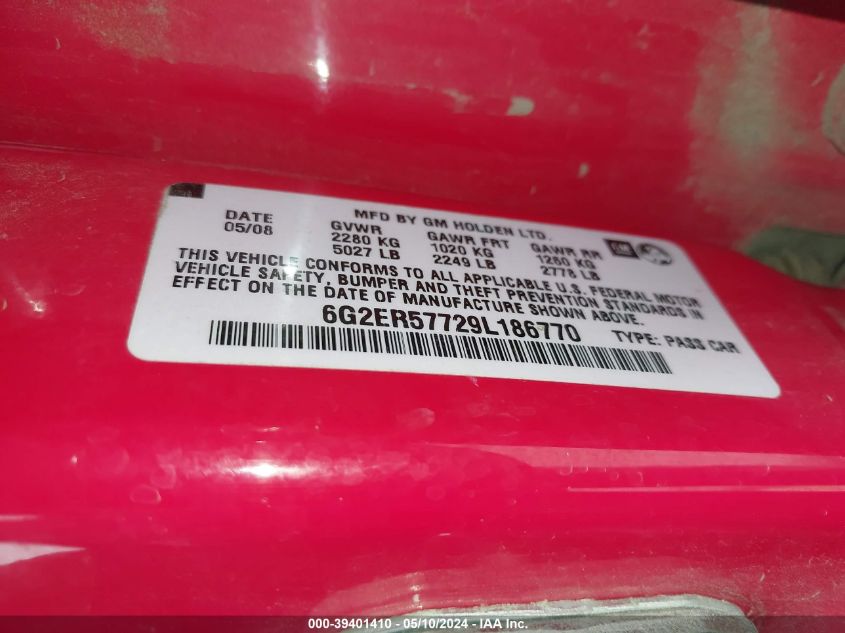 MFD BY GM HOLDEN LTD.
DATE GVWR GAWR FRT GAWR RR GM
05/08 2280 KG 1020 KG 1260 KG
5027 LB 2249 LB 2778 LB
THIS VEHICLE CONFORMS TO ALL APPLICABLE U.S. FEDERAL MOTOR
VEHICLE SAFETY, BUMPER AND THEFT PREVENTION STANDARDS IN
EFFECT ON THE DATE OF MANUFACTURE SHOWN ABOVE.
6G2ER57729L186770 TYPE: PASS CAR
000-39401410 - 05/10/2024 - IAA Inc.